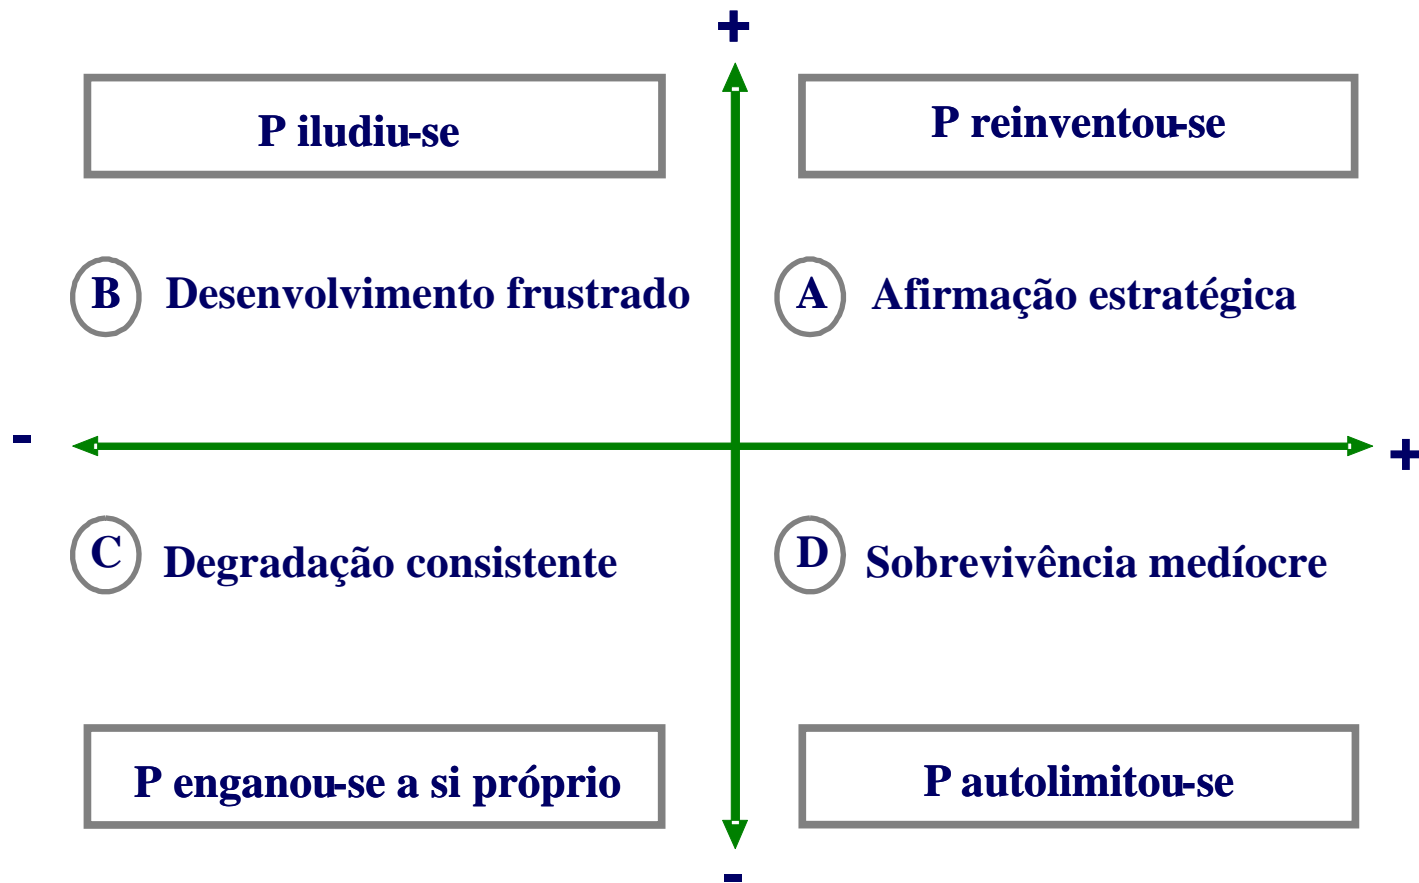 +
P iludiu-se
P reinventou-se
B Desenvolvimento frustrado
A Afirmação estratégica
-
+
C Degradação consistente
D Sobrevivência medíocre
P enganou-se a si próprio
P autolimitou-se
-